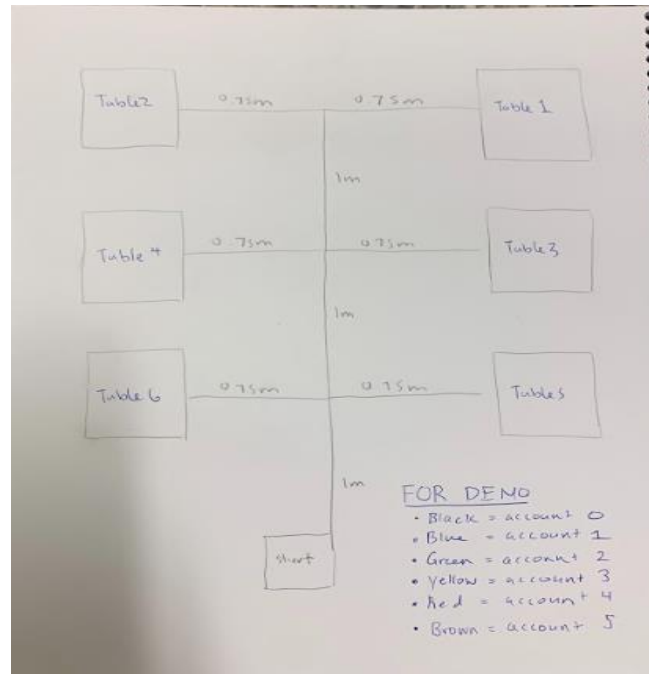 Table2
0.75m
0.75m
Table 1
1m
Table 4
0.75m
0.75m
Table3
1m
Table 6
0.75m
0.75m
Table5
1m
start
FOR DEMO
• Black = account 0
• Blue = account 1
• Green = account 2
• Yellow = account 3
• Red = account 4
• Brown = account 5